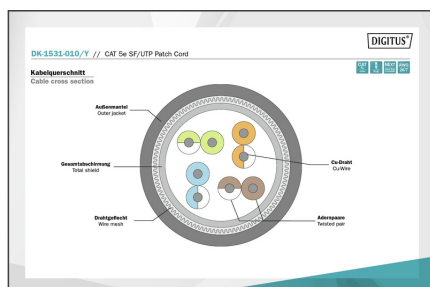 DIGITUS®
DK-1531-010/Y // CAT 5e SF/UTP Patch Cord
Kabelquerschnitt
Cable cross section
Außenmantel
Outer jacket
Gesamtabschirmung
Total shield
Drahtgeflecht
Wire mesh
Cu-Draht
Cu-Wire
Aderspaare
Twisted pair